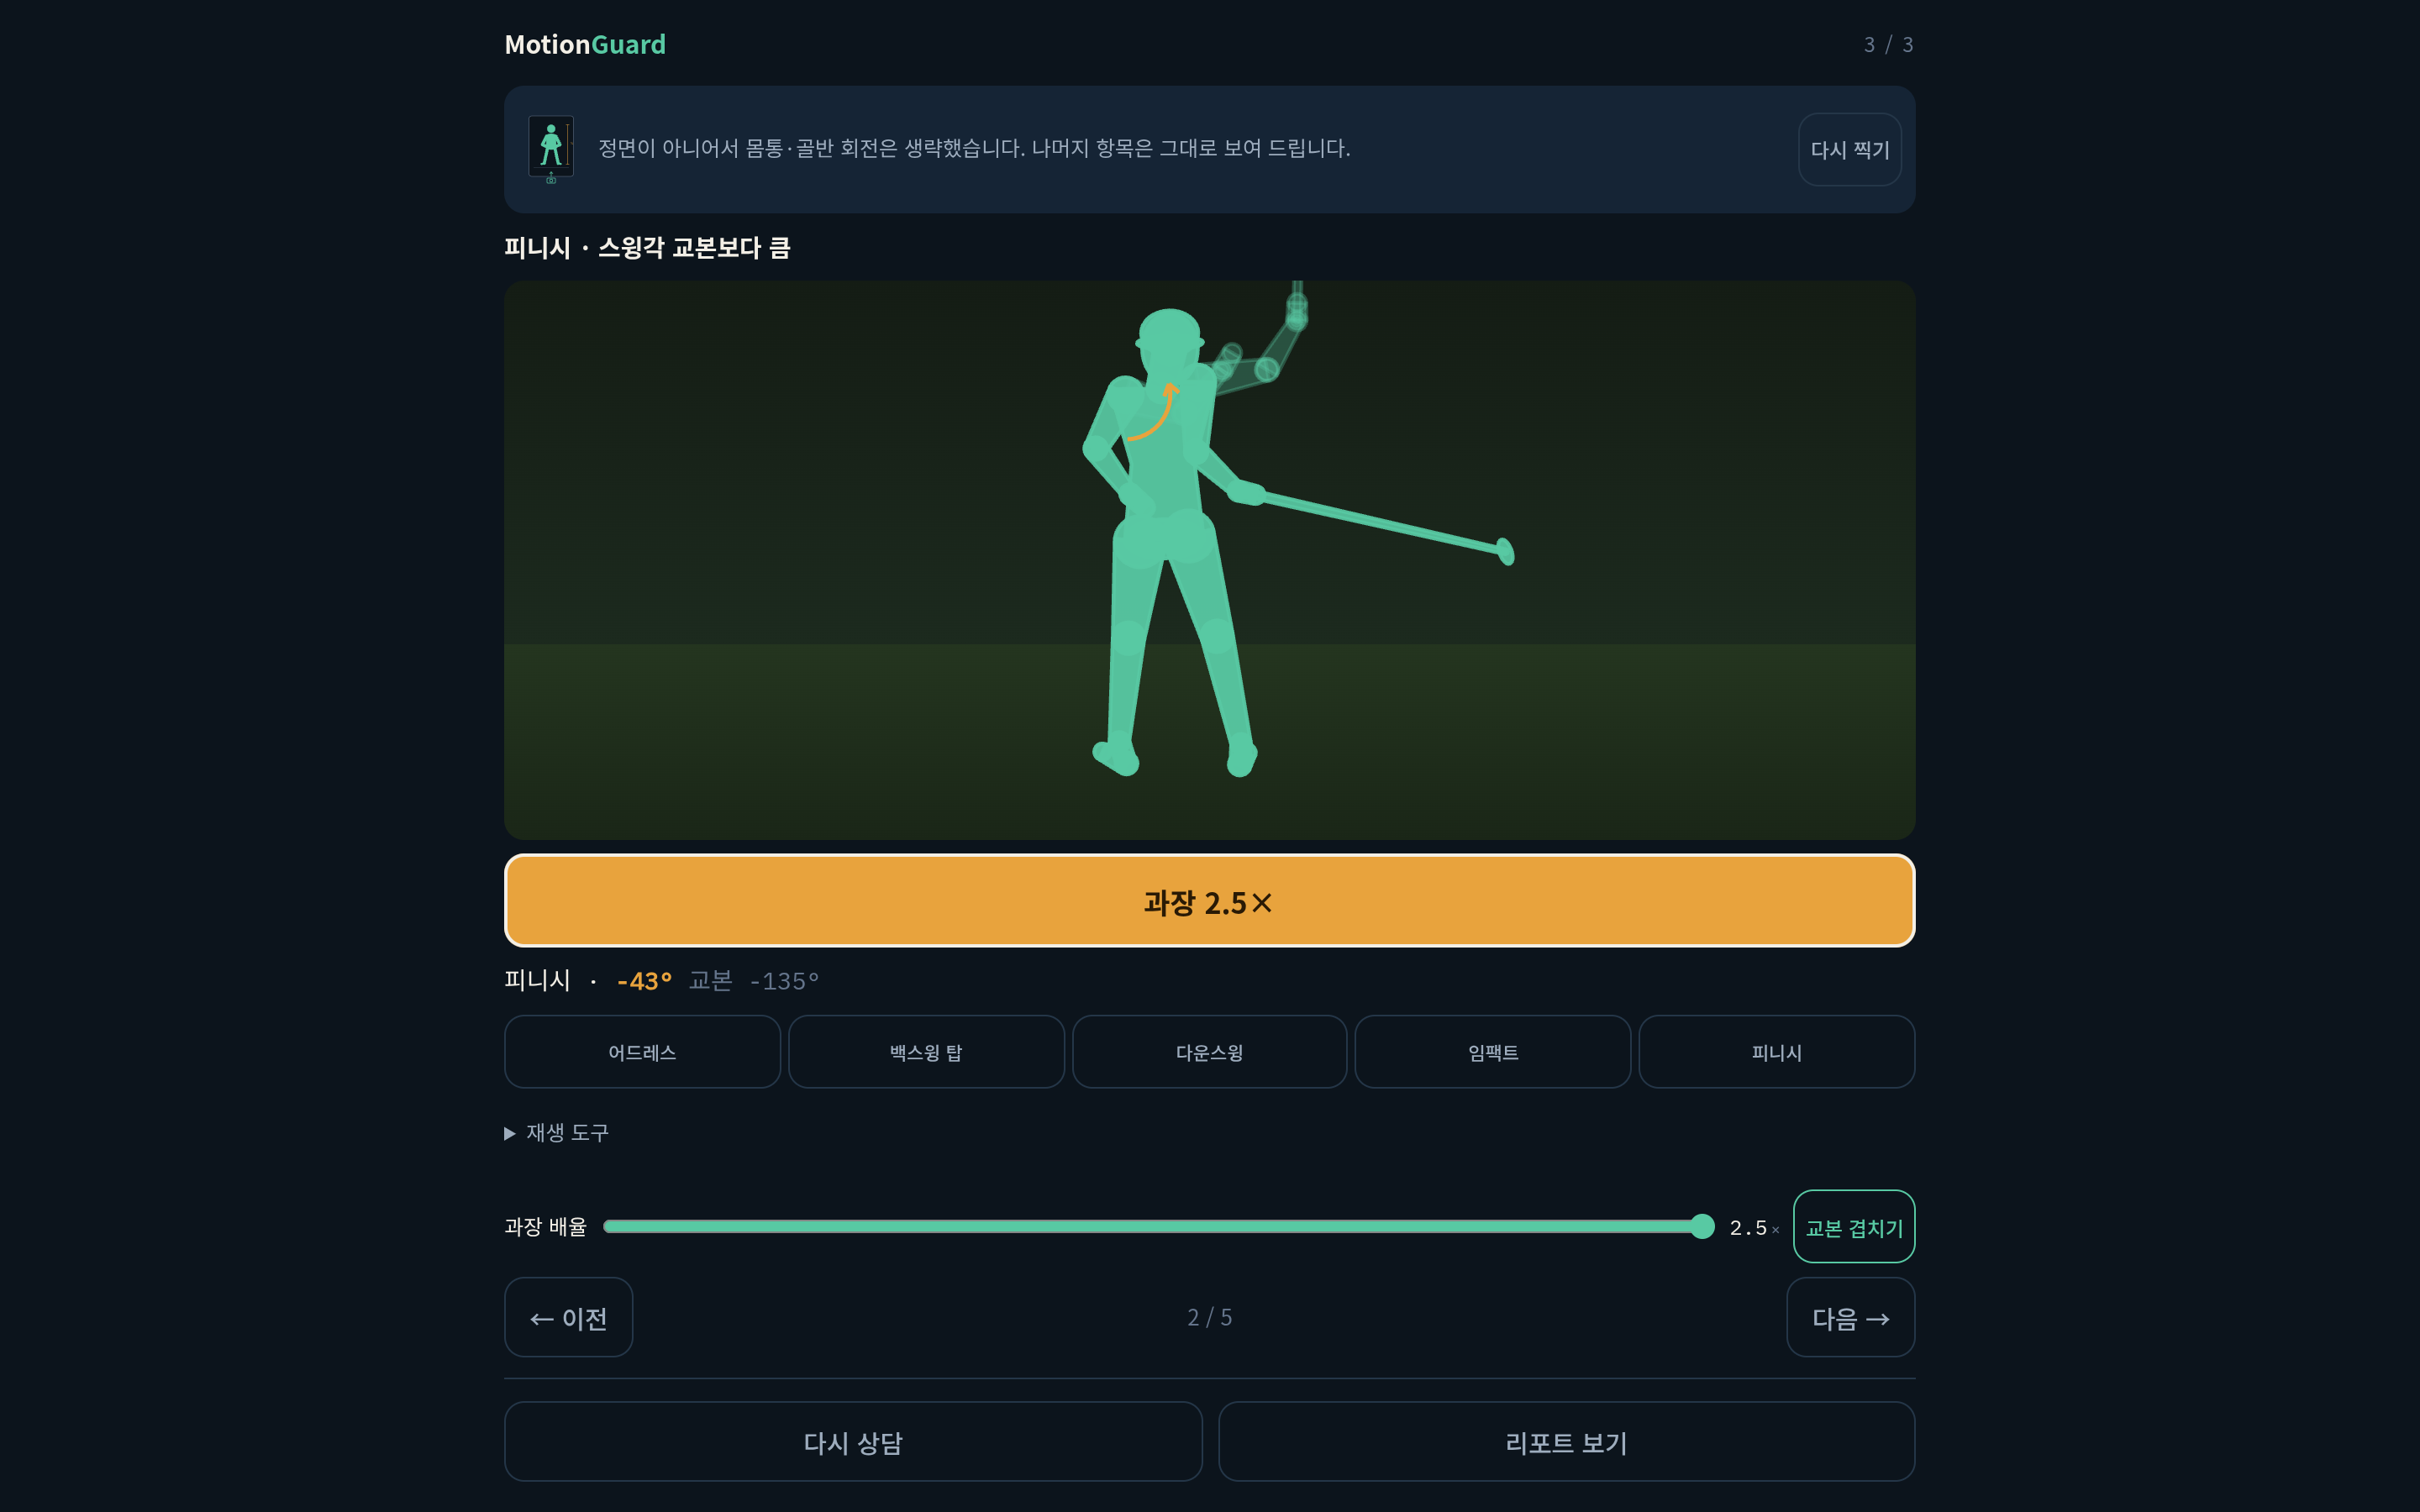 MotionGuard
3 / 3
정면이 아니어서 몸통·골반 회전은 생략했습니다. 나머지 항목은 그대로 보여 드립니다.
다시 찍기
피니시 · 스윙각 교본보다 큼
과장 2.5×
피니시 · -43° 교본 -135°
어드레스
백스윙 탑
다운스윙
임팩트
피니시
▶ 재생 도구
과장 배율
2.5×
교본 겹치기
← 이전
2 / 5
다음 →
다시 상담
리포트 보기